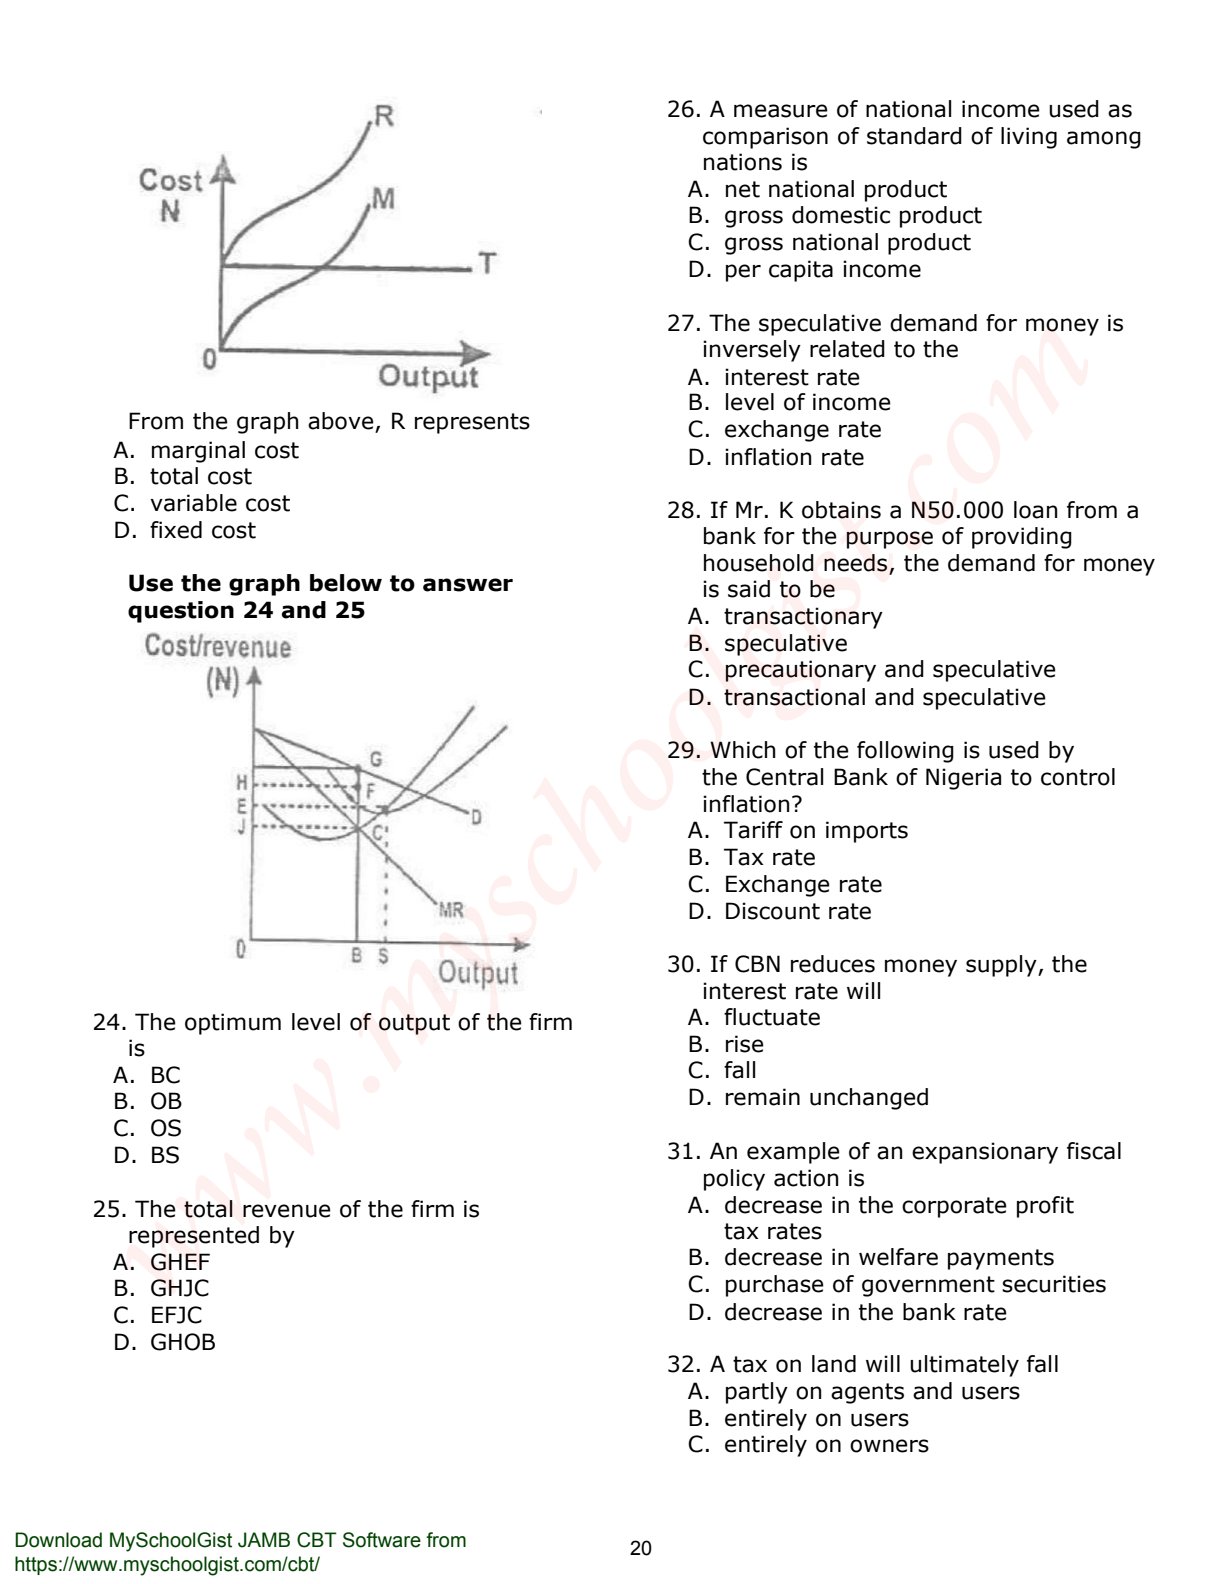 R
Cost
N
M
T
0
Output
From the graph above, R represents
A. marginal cost
B. total cost
C. variable cost
D. fixed cost
Use the graph below to answer
question 24 and 25
Cost/revenue
(N)
G
H
F
E
D
J
C
MR
0
B S
Output
24. The optimum level of output of the firm
is
A. BC
B. OB
C. OS
D. BS
25. The total revenue of the firm is
represented by
A. GHEF
B. GHJC
C. EFJC
D. GHOB
26. A measure of national income used as
comparison of standard of living among
nations is
A. net national product
B. gross domestic product
C. gross national product
D. per capita income
27. The speculative demand for money is
inversely related to the
A. interest rate
B. level of income
C. exchange rate
D. inflation rate
28. If Mr. K obtains a N50.000 loan from a
bank for the purpose of providing
household needs, the demand for money
is said to be
A. transactionary
B. speculative
C. precautionary and speculative
D. transactional and speculative
29. Which of the following is used by
the Central Bank of Nigeria to control
inflation?
A. Tariff on imports
B. Tax rate
C. Exchange rate
D. Discount rate
30. If CBN reduces money supply, the
interest rate will
A. fluctuate
B. rise
C. fall
D. remain unchanged
31. An example of an expansionary fiscal
policy action is
A. decrease in the corporate profit
tax rates
B. decrease in welfare payments
C. purchase of government securities
D. decrease in the bank rate
32. A tax on land will ultimately fall
A. partly on agents and users
B. entirely on users
C. entirely on owners
www.myschoolgist.com
Download MySchoolGist JAMB CBT Software from
https://www.myschoolgist.com/cbt/
20